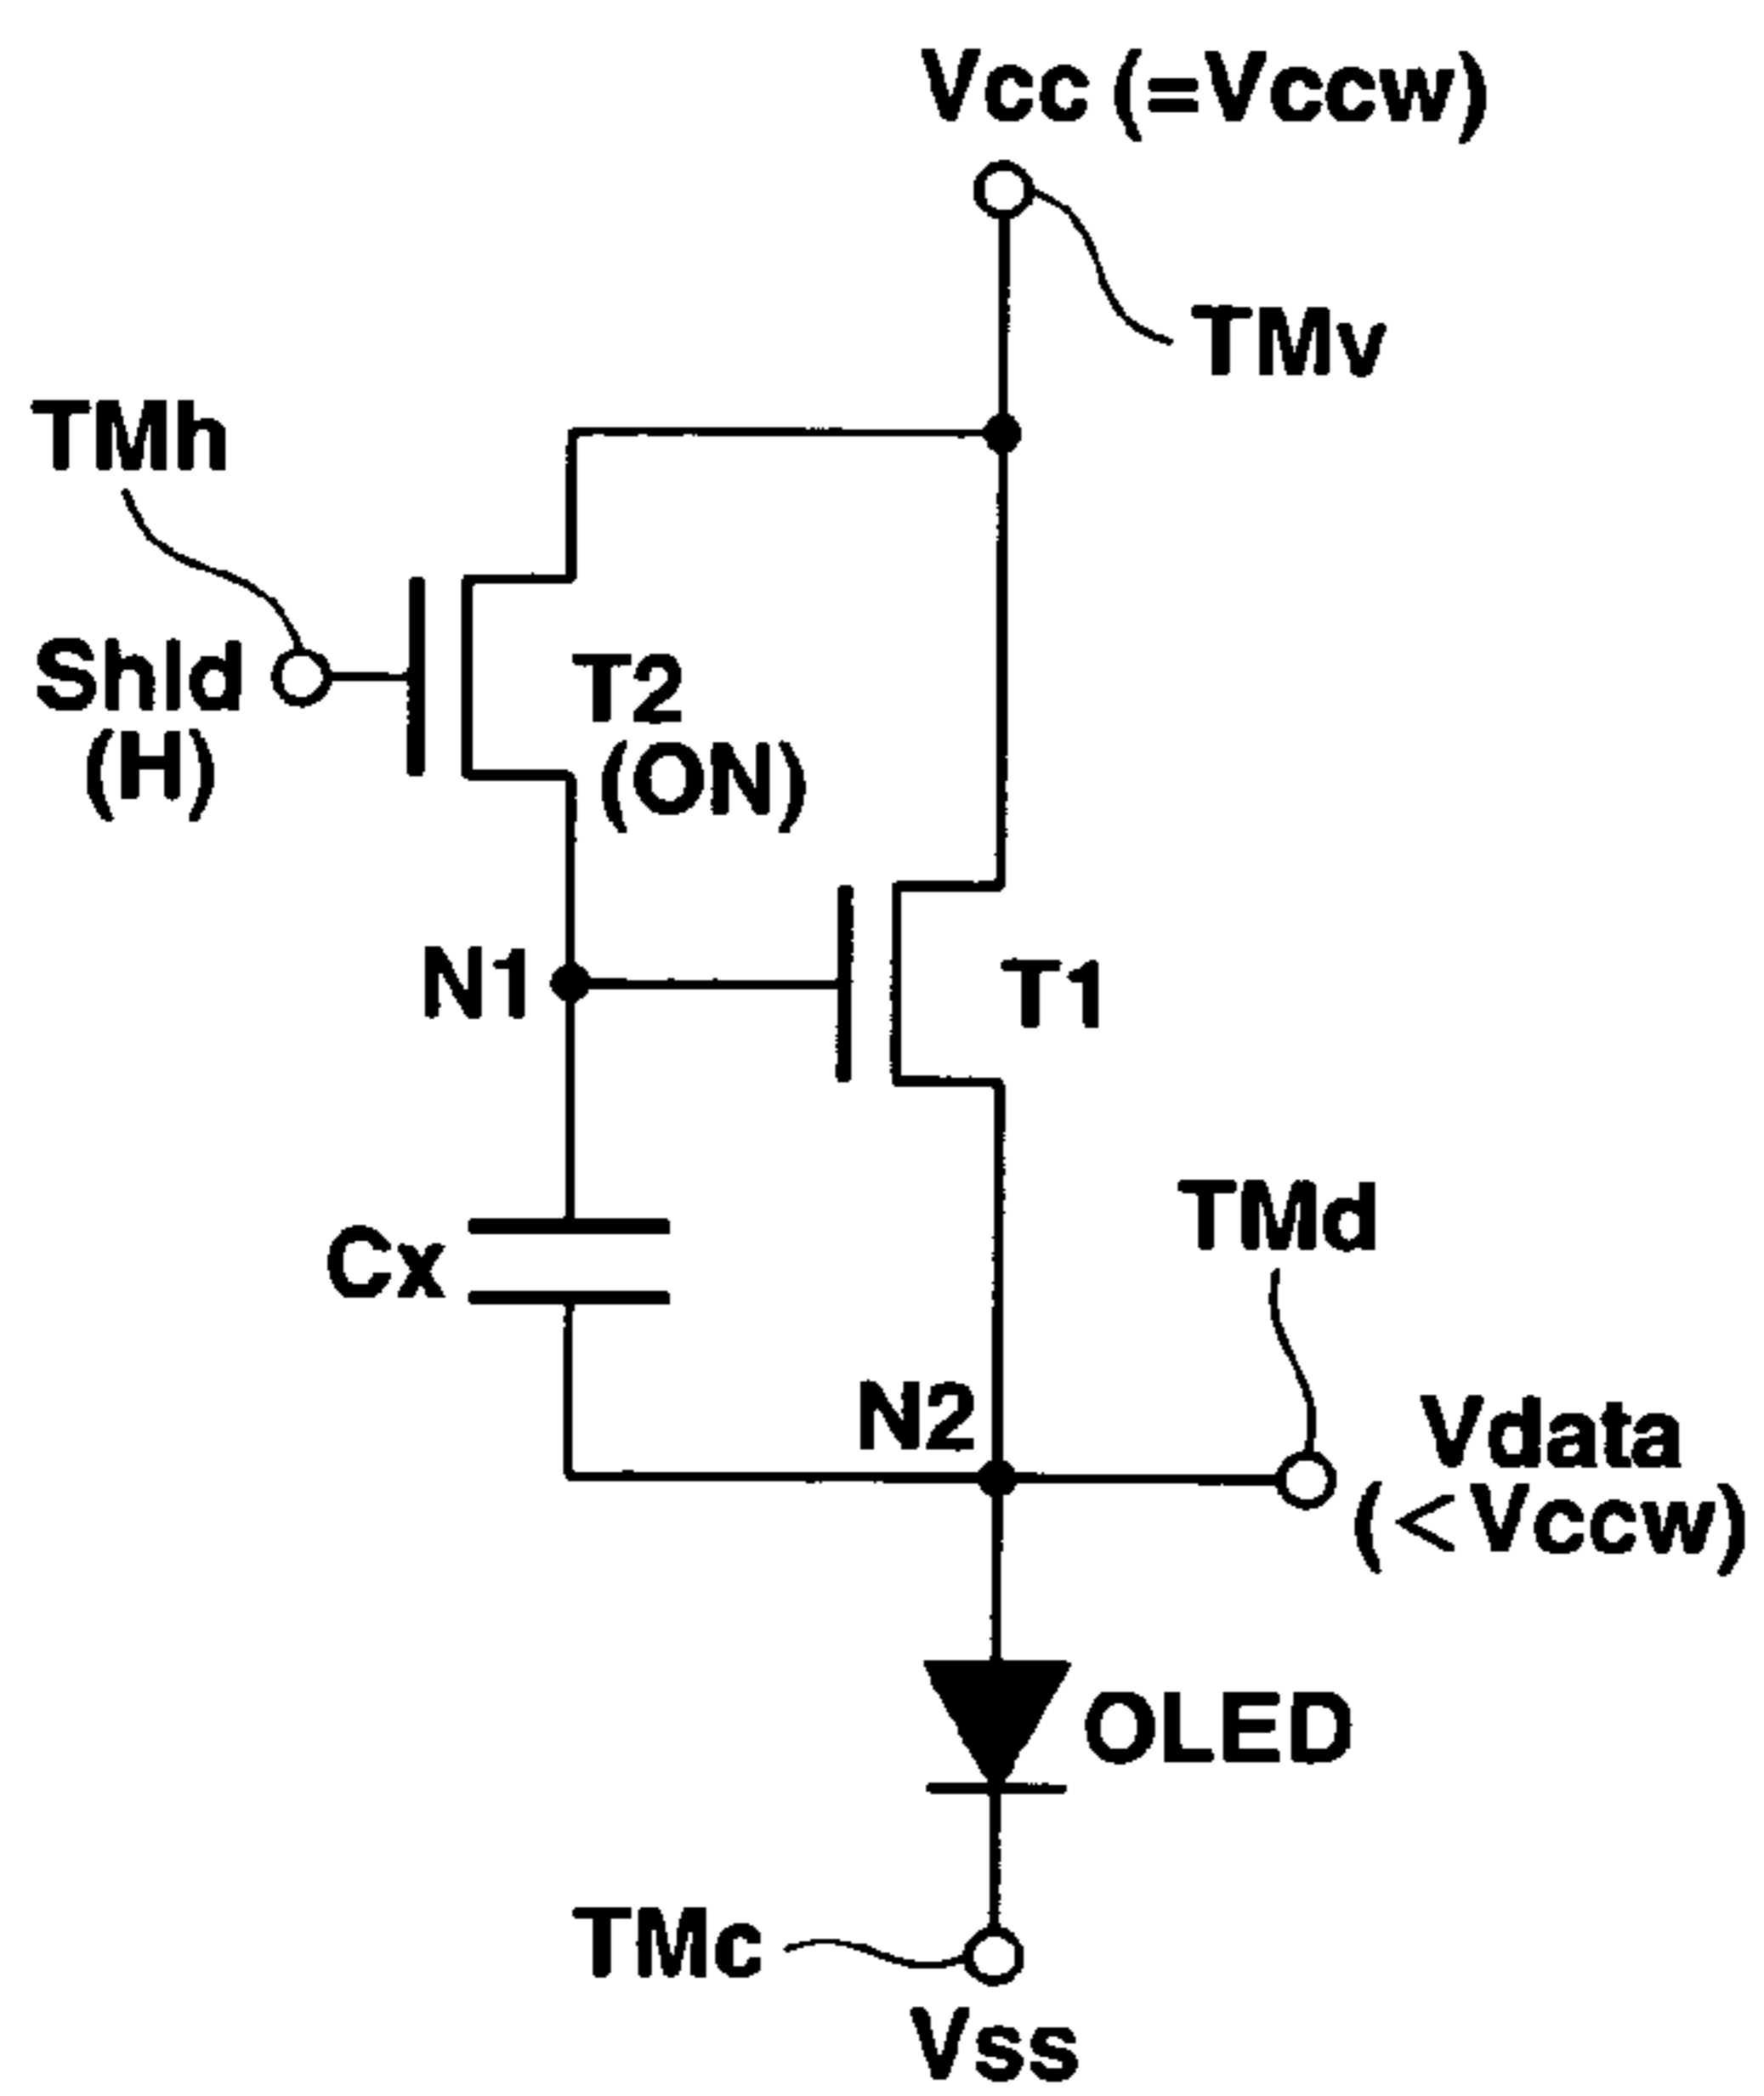 Vcc (=Vccw)
TMv
TMh
Shld
(H)
T2
(ON)
N1
T1
Cx
TMd
N2
Vdata
(< Vccw)
OLED
TMc
Vss